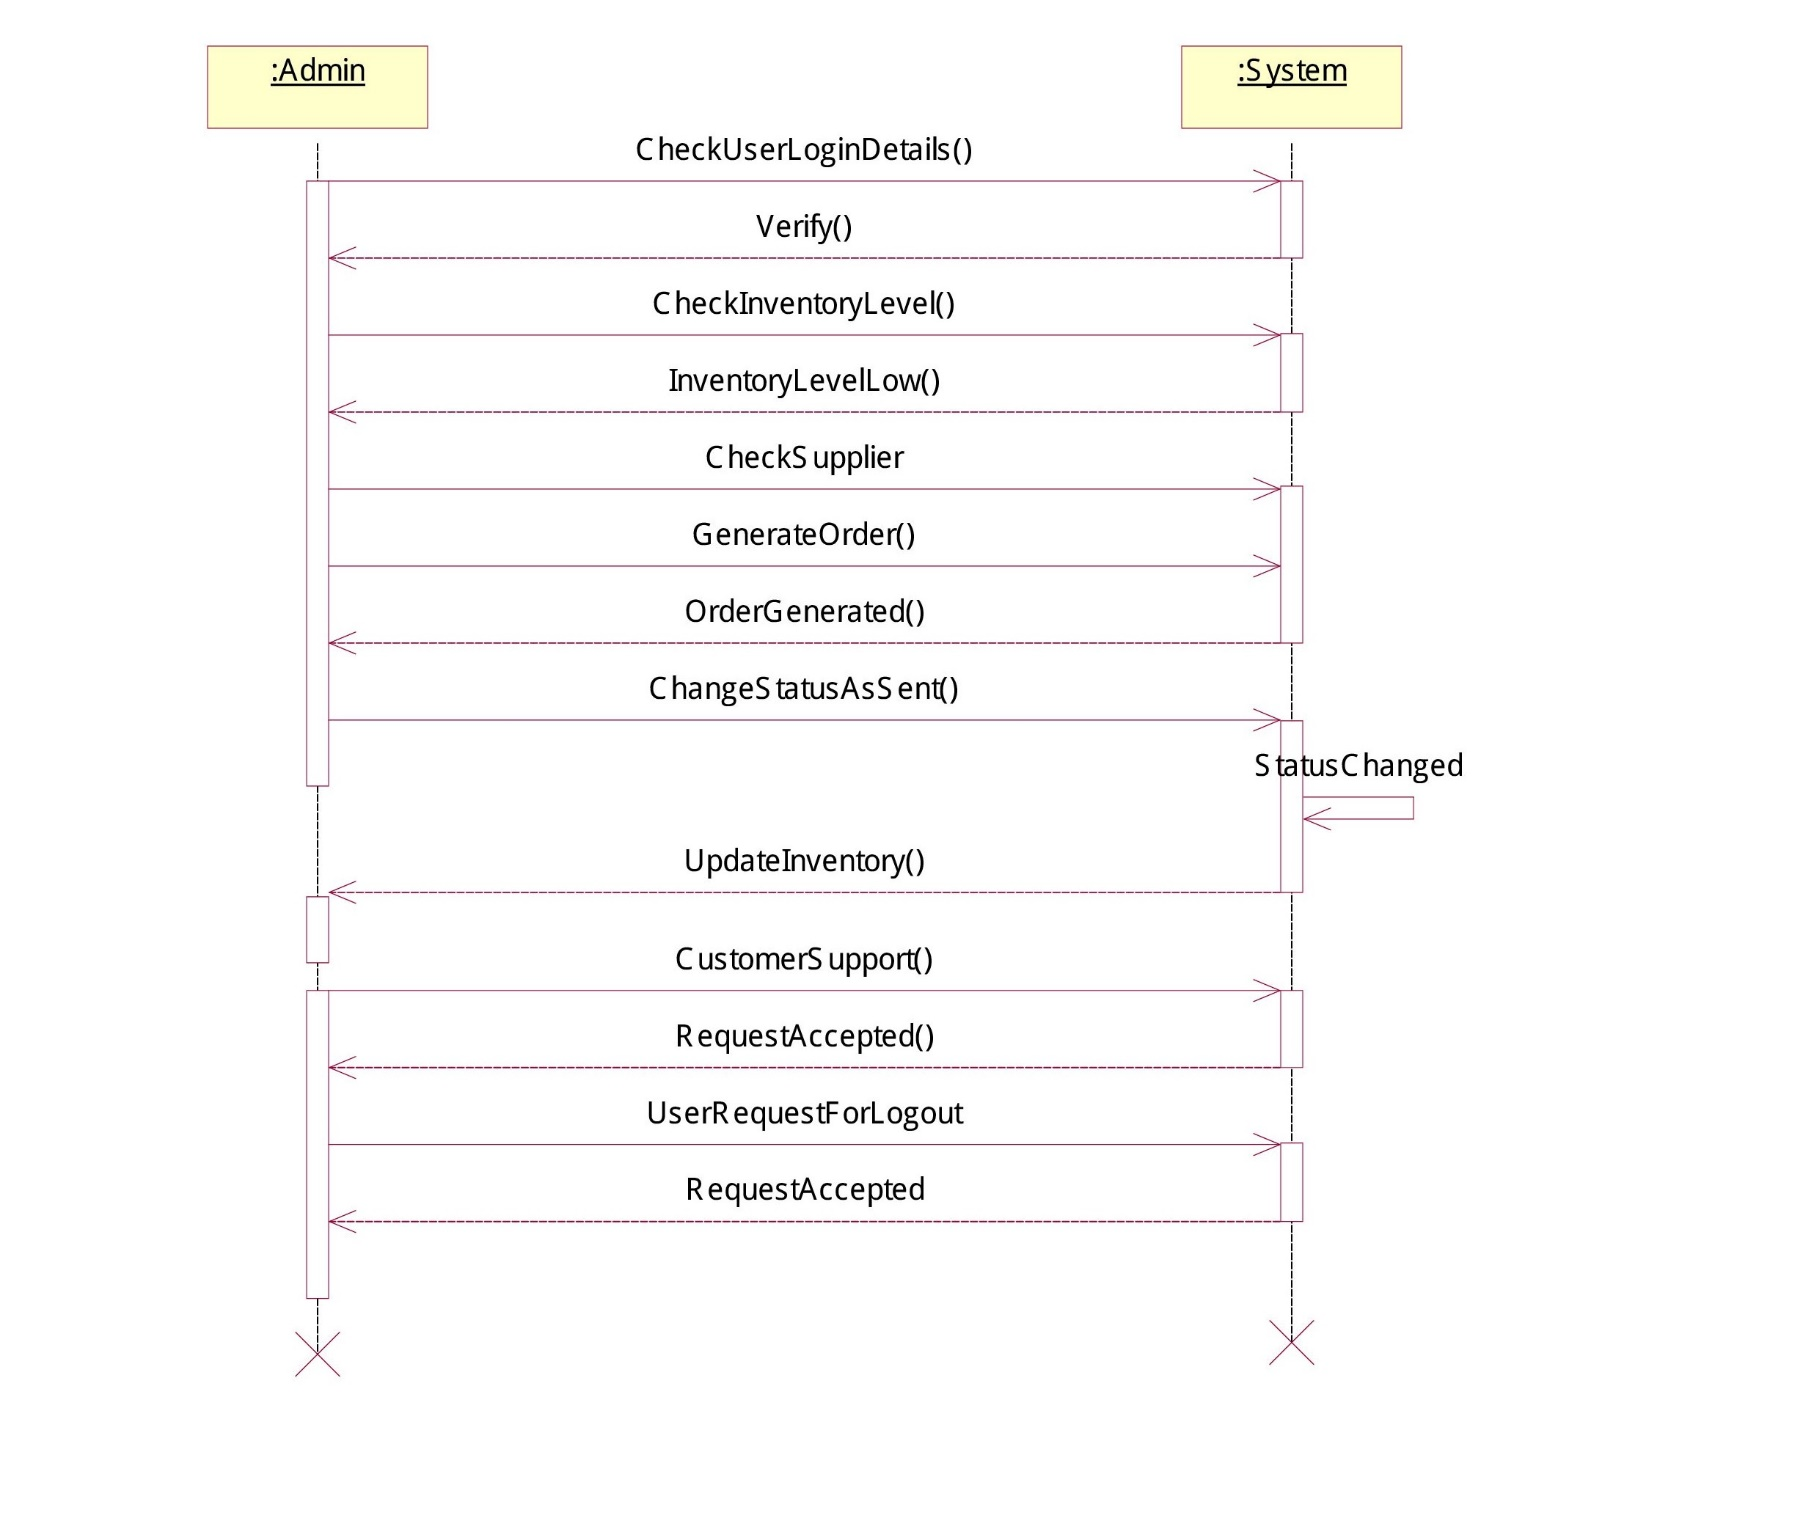 :Admin
:System
CheckUserLoginDetails()
Verify()
CheckInventoryLevel()
InventoryLevelLow()
CheckSupplier
GenerateOrder()
OrderGenerated()
ChangeStatusAsSent()
StatusChanged
UpdateInventory()
CustomerSupport()
RequestAccepted()
UserRequestForLogout
RequestAccepted